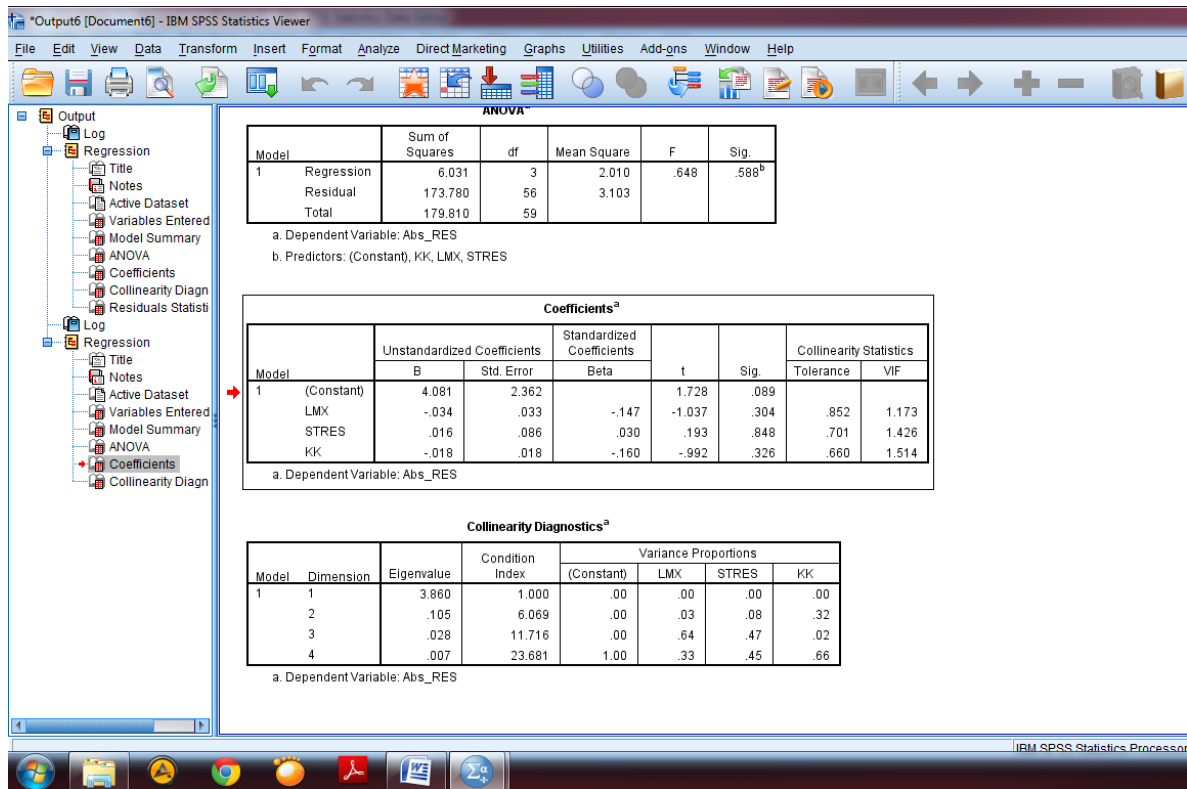 *Output6 [Document6] - IBM SPSS Statistics Viewer
File Edit View Data Transform Insert Format Analyze Direct Marketing Graphs Utilities Add-ons Window Help
Output
Log
Regression
Title
Notes
Active Dataset
Variables Entered
Model Summary
ANOVA
Coefficients
Collinearity Diagn
Residuals Statisti
Log
Regression
Title
Notes
Active Dataset
Variables Entered
Model Summary
ANOVA
Coefficients
Collinearity Diagn
ANOVAa
Model Sum of Squares df Mean Square F Sig.
1 Regression 6.031 3 2.010 .648 .588b
Residual 173.780 56 3.103
Total 179.810 59
a. Dependent Variable: Abs_RES
b. Predictors: (Constant), KK, LMX, STRES
Coefficientsa
Unstandardized Coefficients Standardized Coefficients Collinearity Statistics
Model B Std. Error Beta t Sig. Tolerance VIF
1 (Constant) 4.081 2.362 1.728 .089
LMX -.034 .033 -.147 -1.037 .304 .852 1.173
STRES .016 .086 .030 .193 .848 .701 1.426
KK -.018 .018 -.160 -.992 .326 .660 1.514
a. Dependent Variable: Abs_RES
Collinearity Diagnosticsa
Variance Proportions
Model Dimension Eigenvalue Condition Index (Constant) LMX STRES KK
1 1 3.860 1.000 .00 .00 .00 .00
2 .105 6.069 .00 .03 .08 .32
3 .028 11.716 .00 .64 .47 .02
4 .007 23.681 1.00 .33 .45 .66
a. Dependent Variable: Abs_RES
IBM SPSS Statistics Processor